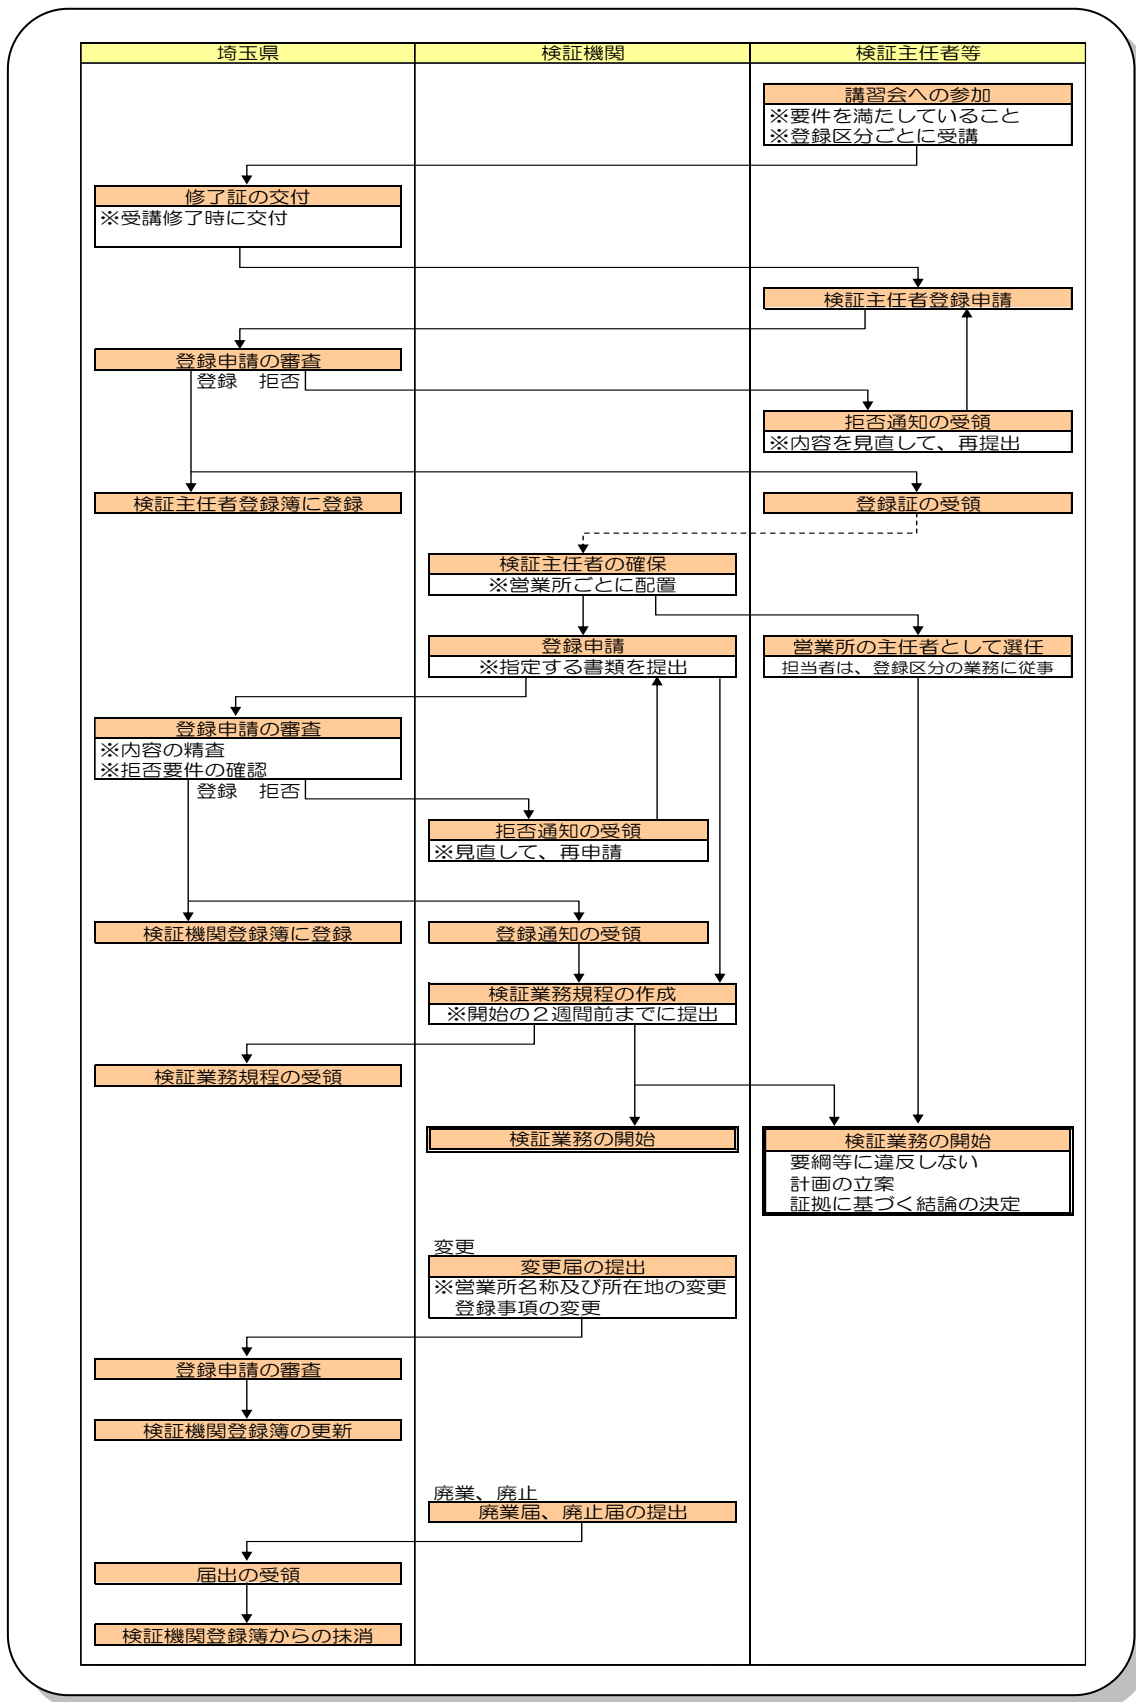 埼玉県
検証機関
検証主任者等
講習会への参加
※要件を満たしていること
※登録区分ごとに受講
修了証の交付
※受講修了時に交付
検証主任者登録申請
登録申請の審査
登録　拒否
拒否通知の受領
※内容を見直して、再提出
検証主任者登録簿に登録
登録証の受領
検証主任者の確保
※営業所ごとに配置
登録申請
※指定する書類を提出
営業所の主任者として選任
担当者は、登録区分の業務に従事
登録申請の審査
※内容の精査
※拒否要件の確認
登録　拒否
拒否通知の受領
※見直して、再申請
検証機関登録簿に登録
登録通知の受領
検証業務規程の作成
※開始の２週間前までに提出
検証業務規程の受領
検証業務の開始
検証業務の開始
要綱等に違反しない
計画の立案
証拠に基づく結論の決定
変更
変更届の提出
※営業所名称及び所在地の変更
登録事項の変更
登録申請の審査
検証機関登録簿の更新
廃業、廃止
廃業届、廃止届の提出
届出の受領
検証機関登録簿からの抹消